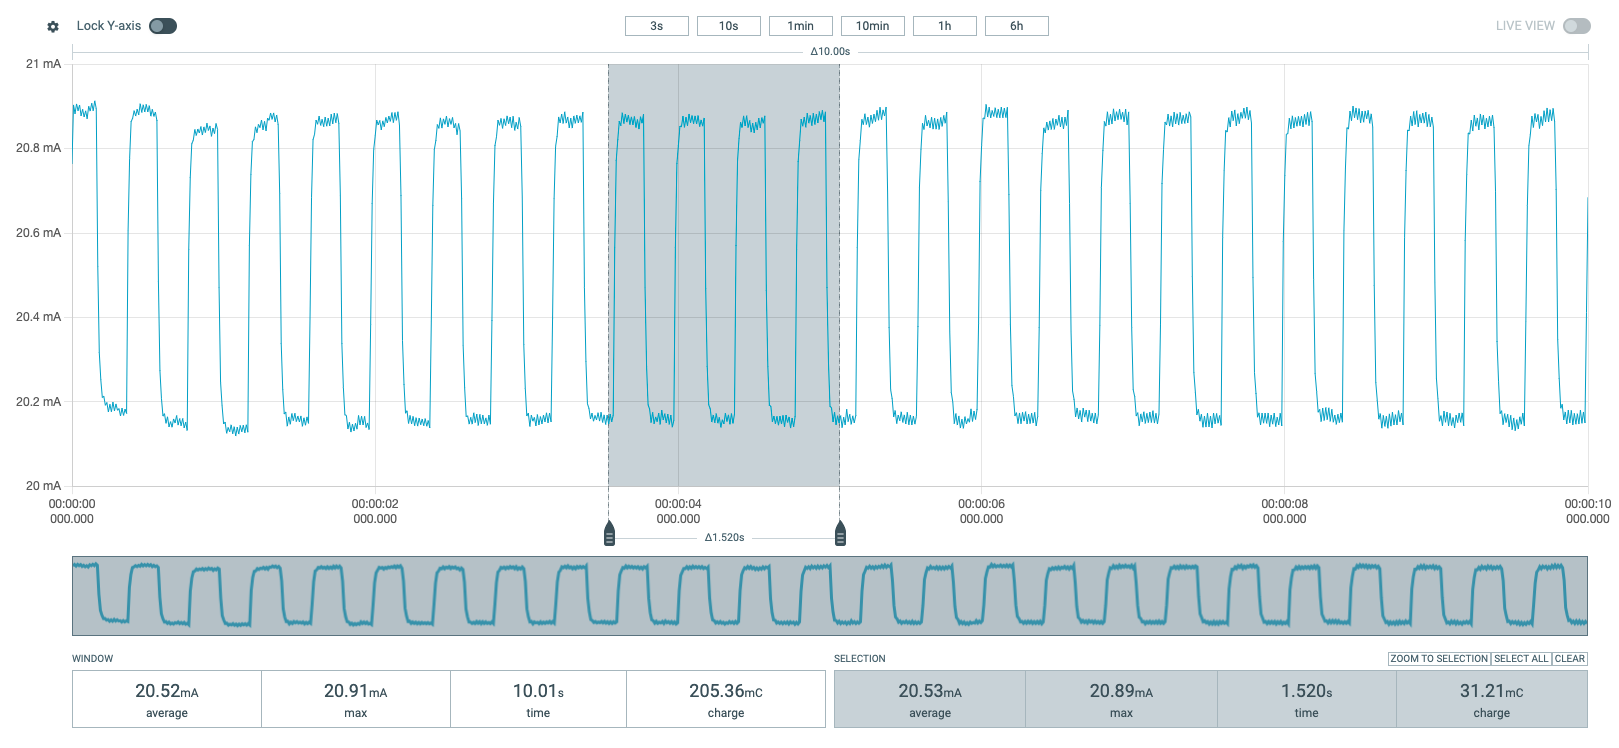 Lock Y-axis
3s
10s
1min
10min
1h
6h
LIVE VIEW
Δ10.00s
21 mA
20.8 mA
20.6 mA
20.4 mA
20.2 mA
20 mA
00:00:00
000.000
00:00:02
000.000
00:00:04
000.000
00:00:06
000.000
00:00:08
000.000
00:00:10
000.000
Δ1.520s
WINDOW
20.52mA
average
20.91mA
max
10.01s
time
205.36mC
charge
SELECTION
ZOOM TO SELECTION
SELECT ALL
CLEAR
20.53mA
average
20.89mA
max
1.520s
time
31.21mC
charge